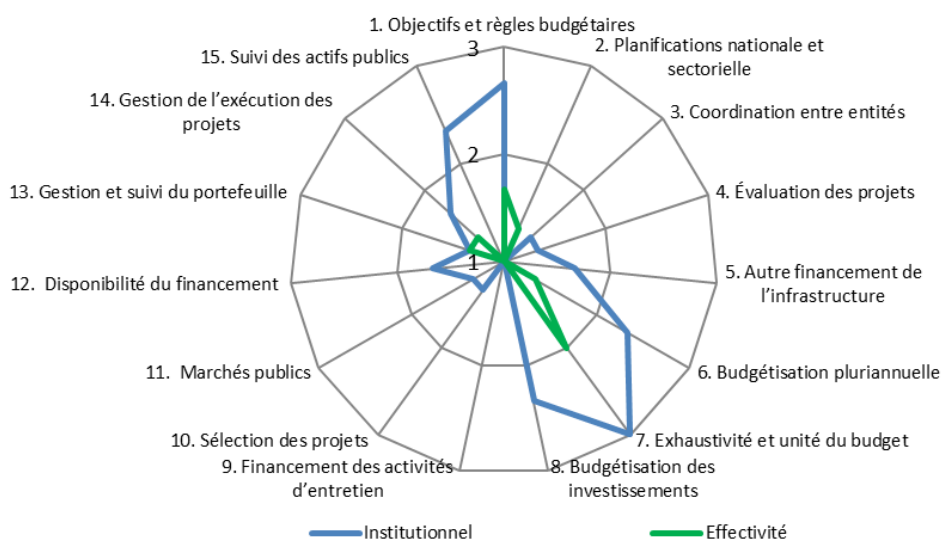 1. Objectifs et règles budgétaires
2. Planifications nationale et
sectorielle
3. Coordination entre entités
4. Évaluation des projets
5. Autre financement de
l’infrastructure
6. Budgétisation pluriannuelle
7. Exhaustivité et unité du budget
8. Budgétisation des
investissements
9. Financement des activités
d’entretien
10. Sélection des projets
11. Marchés publics
12. Disponibilité du financement
13. Gestion et suivi du portefeuille
14. Gestion de l’exécution des
projets
15. Suivi des actifs publics
3
2
1
Institutionnel
Effectivité